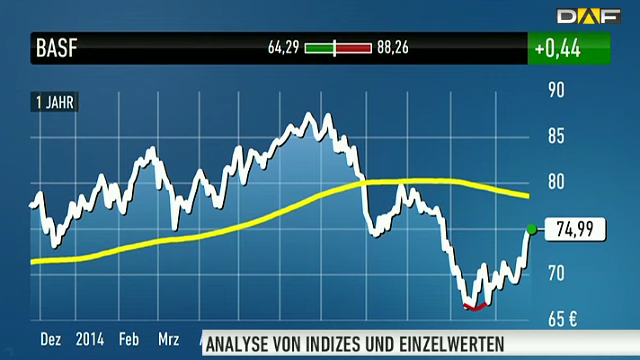 DAF
BASF 64,29 88,26 +0,44
1 JAHR
90
85
80
74,99
70
65 €
Dez 2014 Feb Mrz
ANALYSE VON INDIZES UND EINZELWERTEN